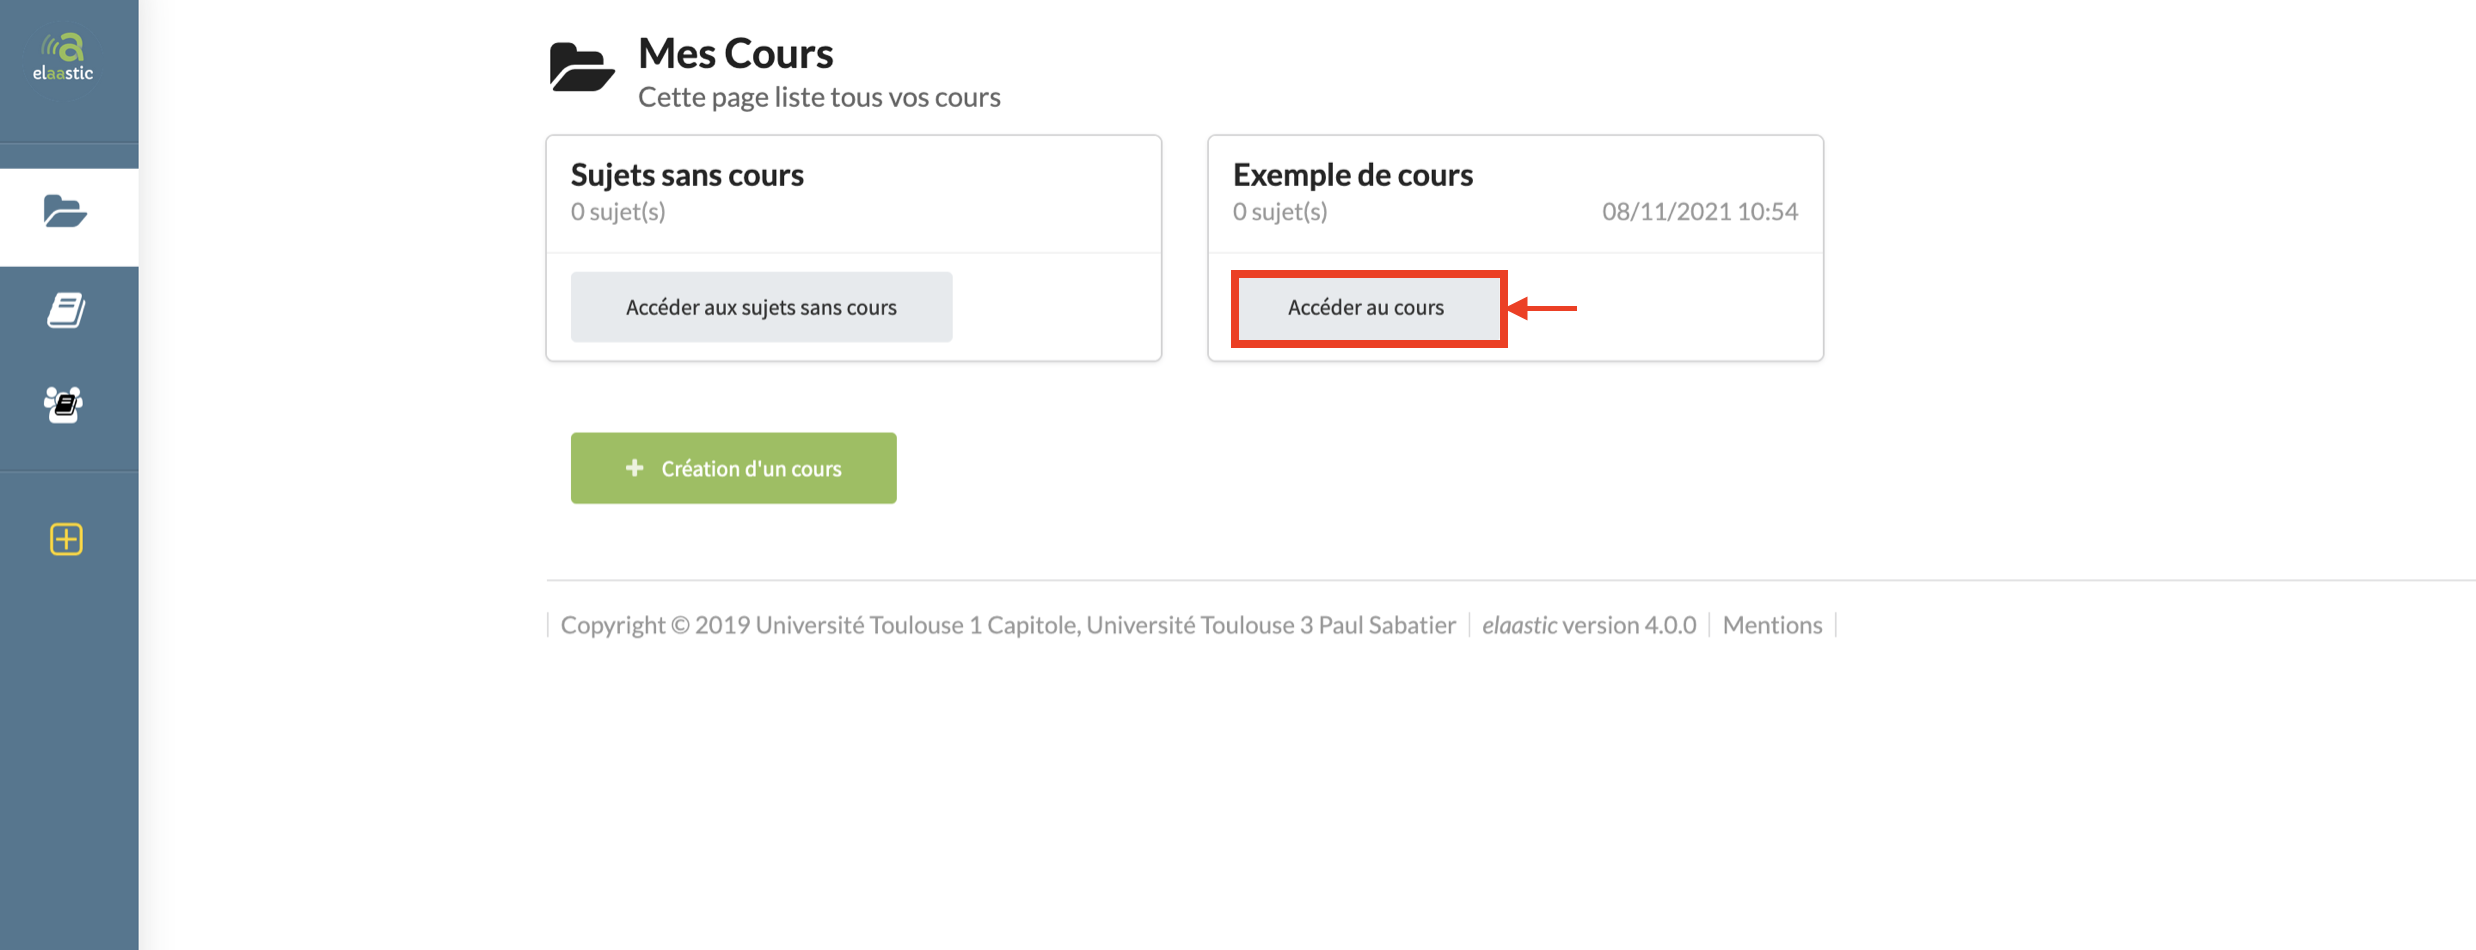 elaastic
Mes Cours
Cette page liste tous vos cours
Sujets sans cours
0 sujet(s)
Accéder aux sujets sans cours
Exemple de cours
0 sujet(s) 08/11/2021 10:54
Accéder au cours
Création d'un cours
Copyright © 2019 Université Toulouse 1 Capitole, Université Toulouse 3 Paul Sabatier elaastic version 4.0.0 Mentions